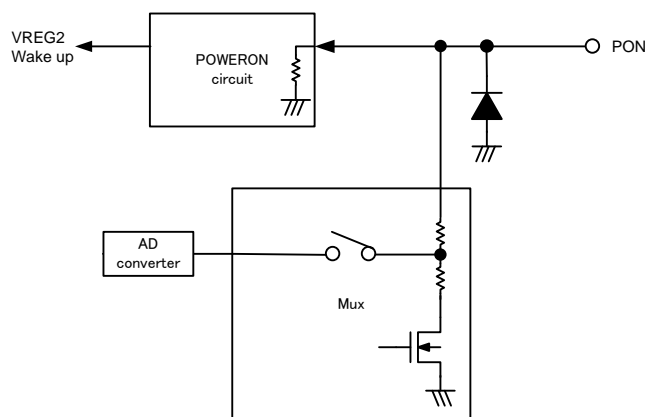 VREG2
Wake up
POWERON
circuit
PON
AD
converter
Mux